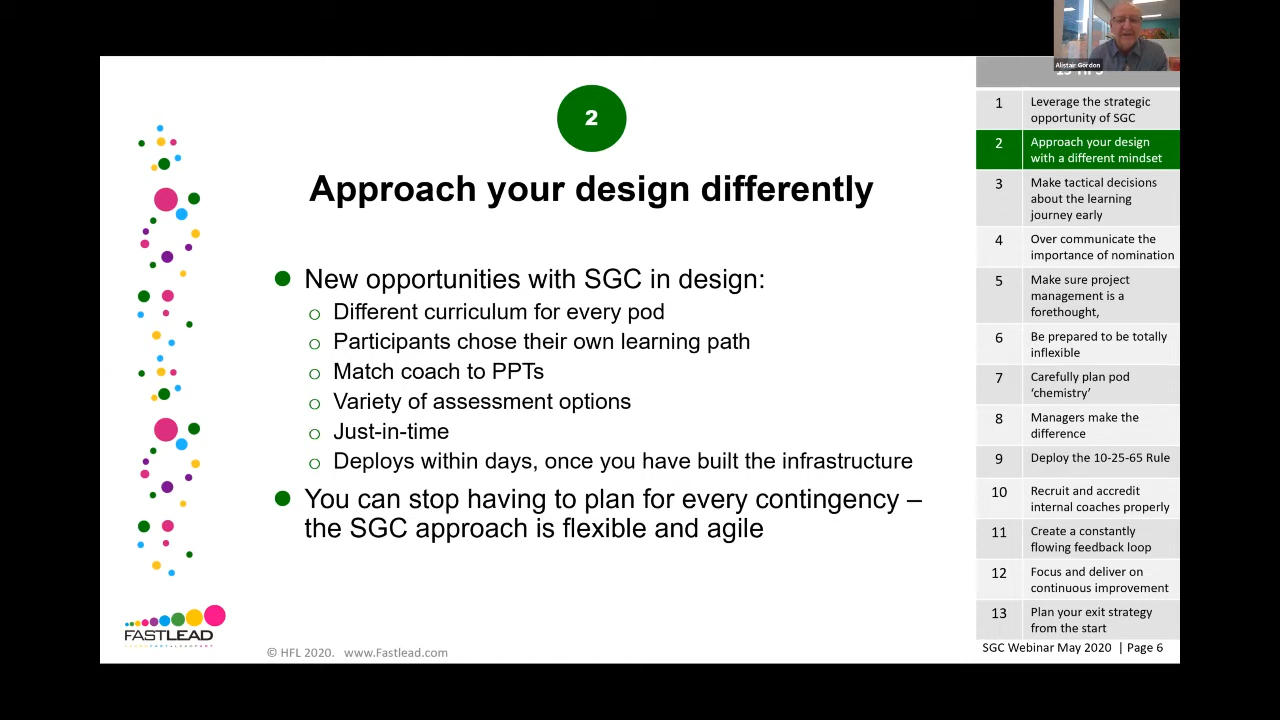 Alistair Gordon
2
Approach your design differently
New opportunities with SGC in design:
Different curriculum for every pod
Participants chose their own learning path
Match coach to PPTs
Variety of assessment options
Just-in-time
Deploys within days, once you have built the infrastructure
You can stop having to plan for every contingency –
the SGC approach is flexible and agile
FASTLEAD
© HFL 2020. www.Fastlead.com
1 Leverage the strategic
opportunity of SGC
2 Approach your design
with a different mindset
3 Make tactical decisions
about the learning
journey early
4 Over communicate the
importance of nomination
5 Make sure project
management is a
forethought,
6 Be prepared to be totally
inflexible
7 Carefully plan pod
‘chemistry’
8 Managers make the
difference
9 Deploy the 10-25-65 Rule
10 Recruit and accredit
internal coaches properly
11 Create a constantly
flowing feedback loop
12 Focus and deliver on
continuous improvement
13 Plan your exit strategy
from the start
SGC Webinar May 2020 | Page 6